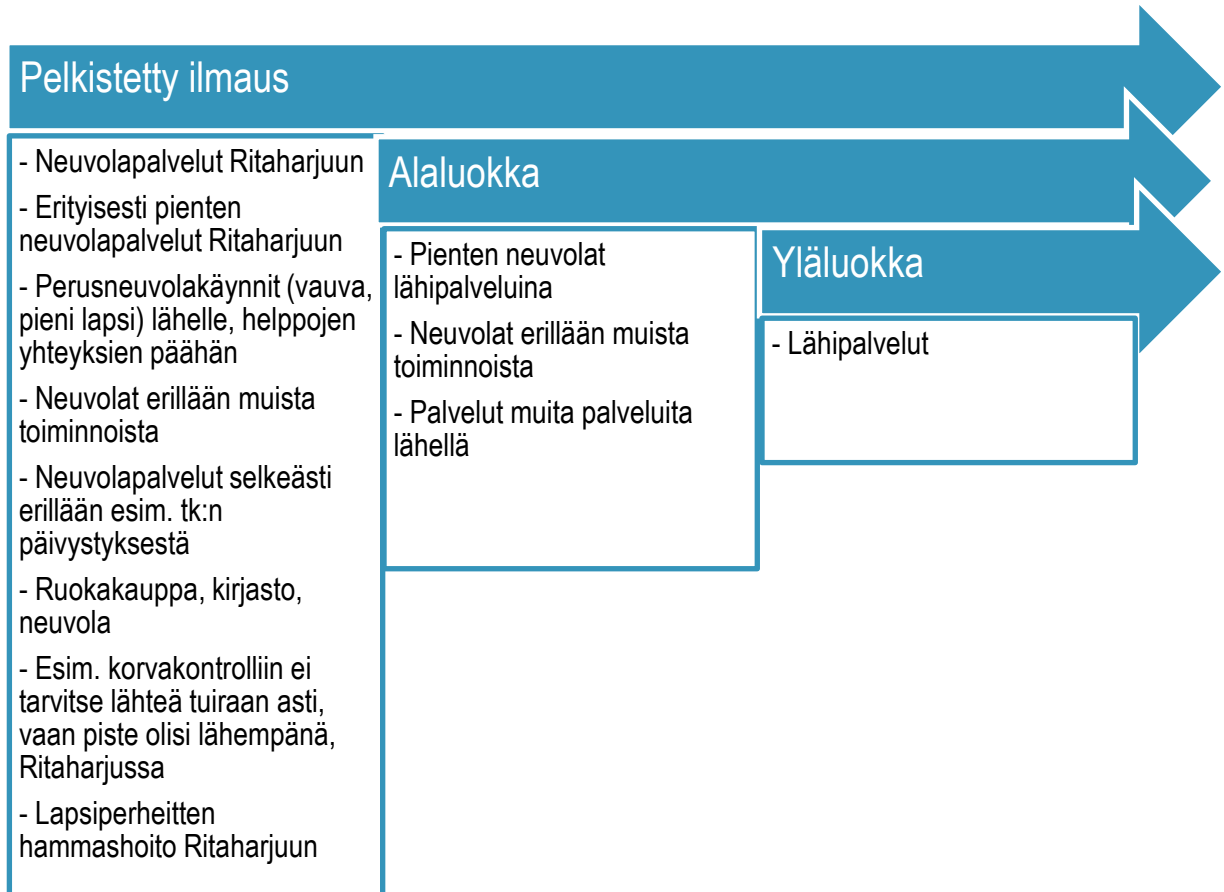 Pelkistetty ilmaus
- Neuvolapalvelut Ritaharjuun
- Erityisesti pienten
neuvolapalvelut Ritaharjuun
- Perusneuvolakäynnit (vauva,
pieni lapsi) lähelle, helppojen
yhteyksien päähän
- Neuvolat erillään muista
toiminnoista
- Neuvolapalvelut selkeästi
erillään esim. tk:n
päivystyksestä
- Ruokakauppa, kirjasto,
neuvola
- Esim. korvakontrolliin ei
tarvitse lähteä tuiraan asti,
vaan piste olisi lähempänä,
Ritaharjussa
- Lapsiperheitten
hammashoito Ritaharjuun
Alaluokka
- Pienten neuvolat
lähipalveluina
- Neuvolat erillään muista
toiminnoista
- Palvelut muita palveluita
lähellä
Yläluokka
- Lähipalvelut